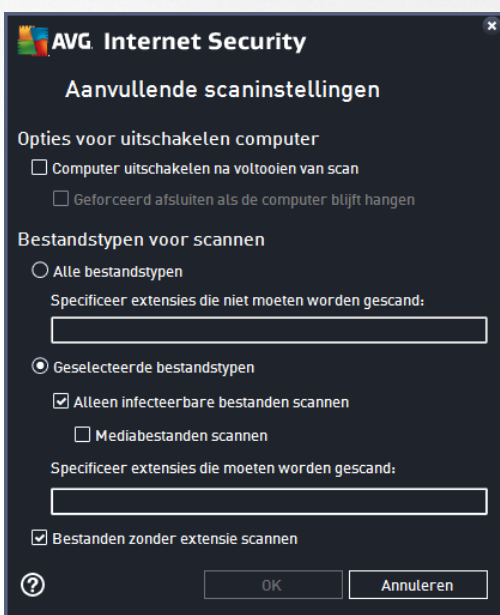 AVG. Internet Security
Aanvullende scaninstellingen
Opties voor uitschakelen computer
Computer uitschakelen na voltooien van scan
Geforceerd afsluiten als de computer blijft hangen
Bestandstypen voor scannen
Alle bestandstypen
Specificeer extensies die niet moeten worden gescand:
Geselecteerde bestandstypen
Alleen infecteerbare bestanden scannen
Mediabestanden scannen
Specificeer extensies die moeten worden gescand:
Bestanden zonder extensie scannen
OK
Annuleren